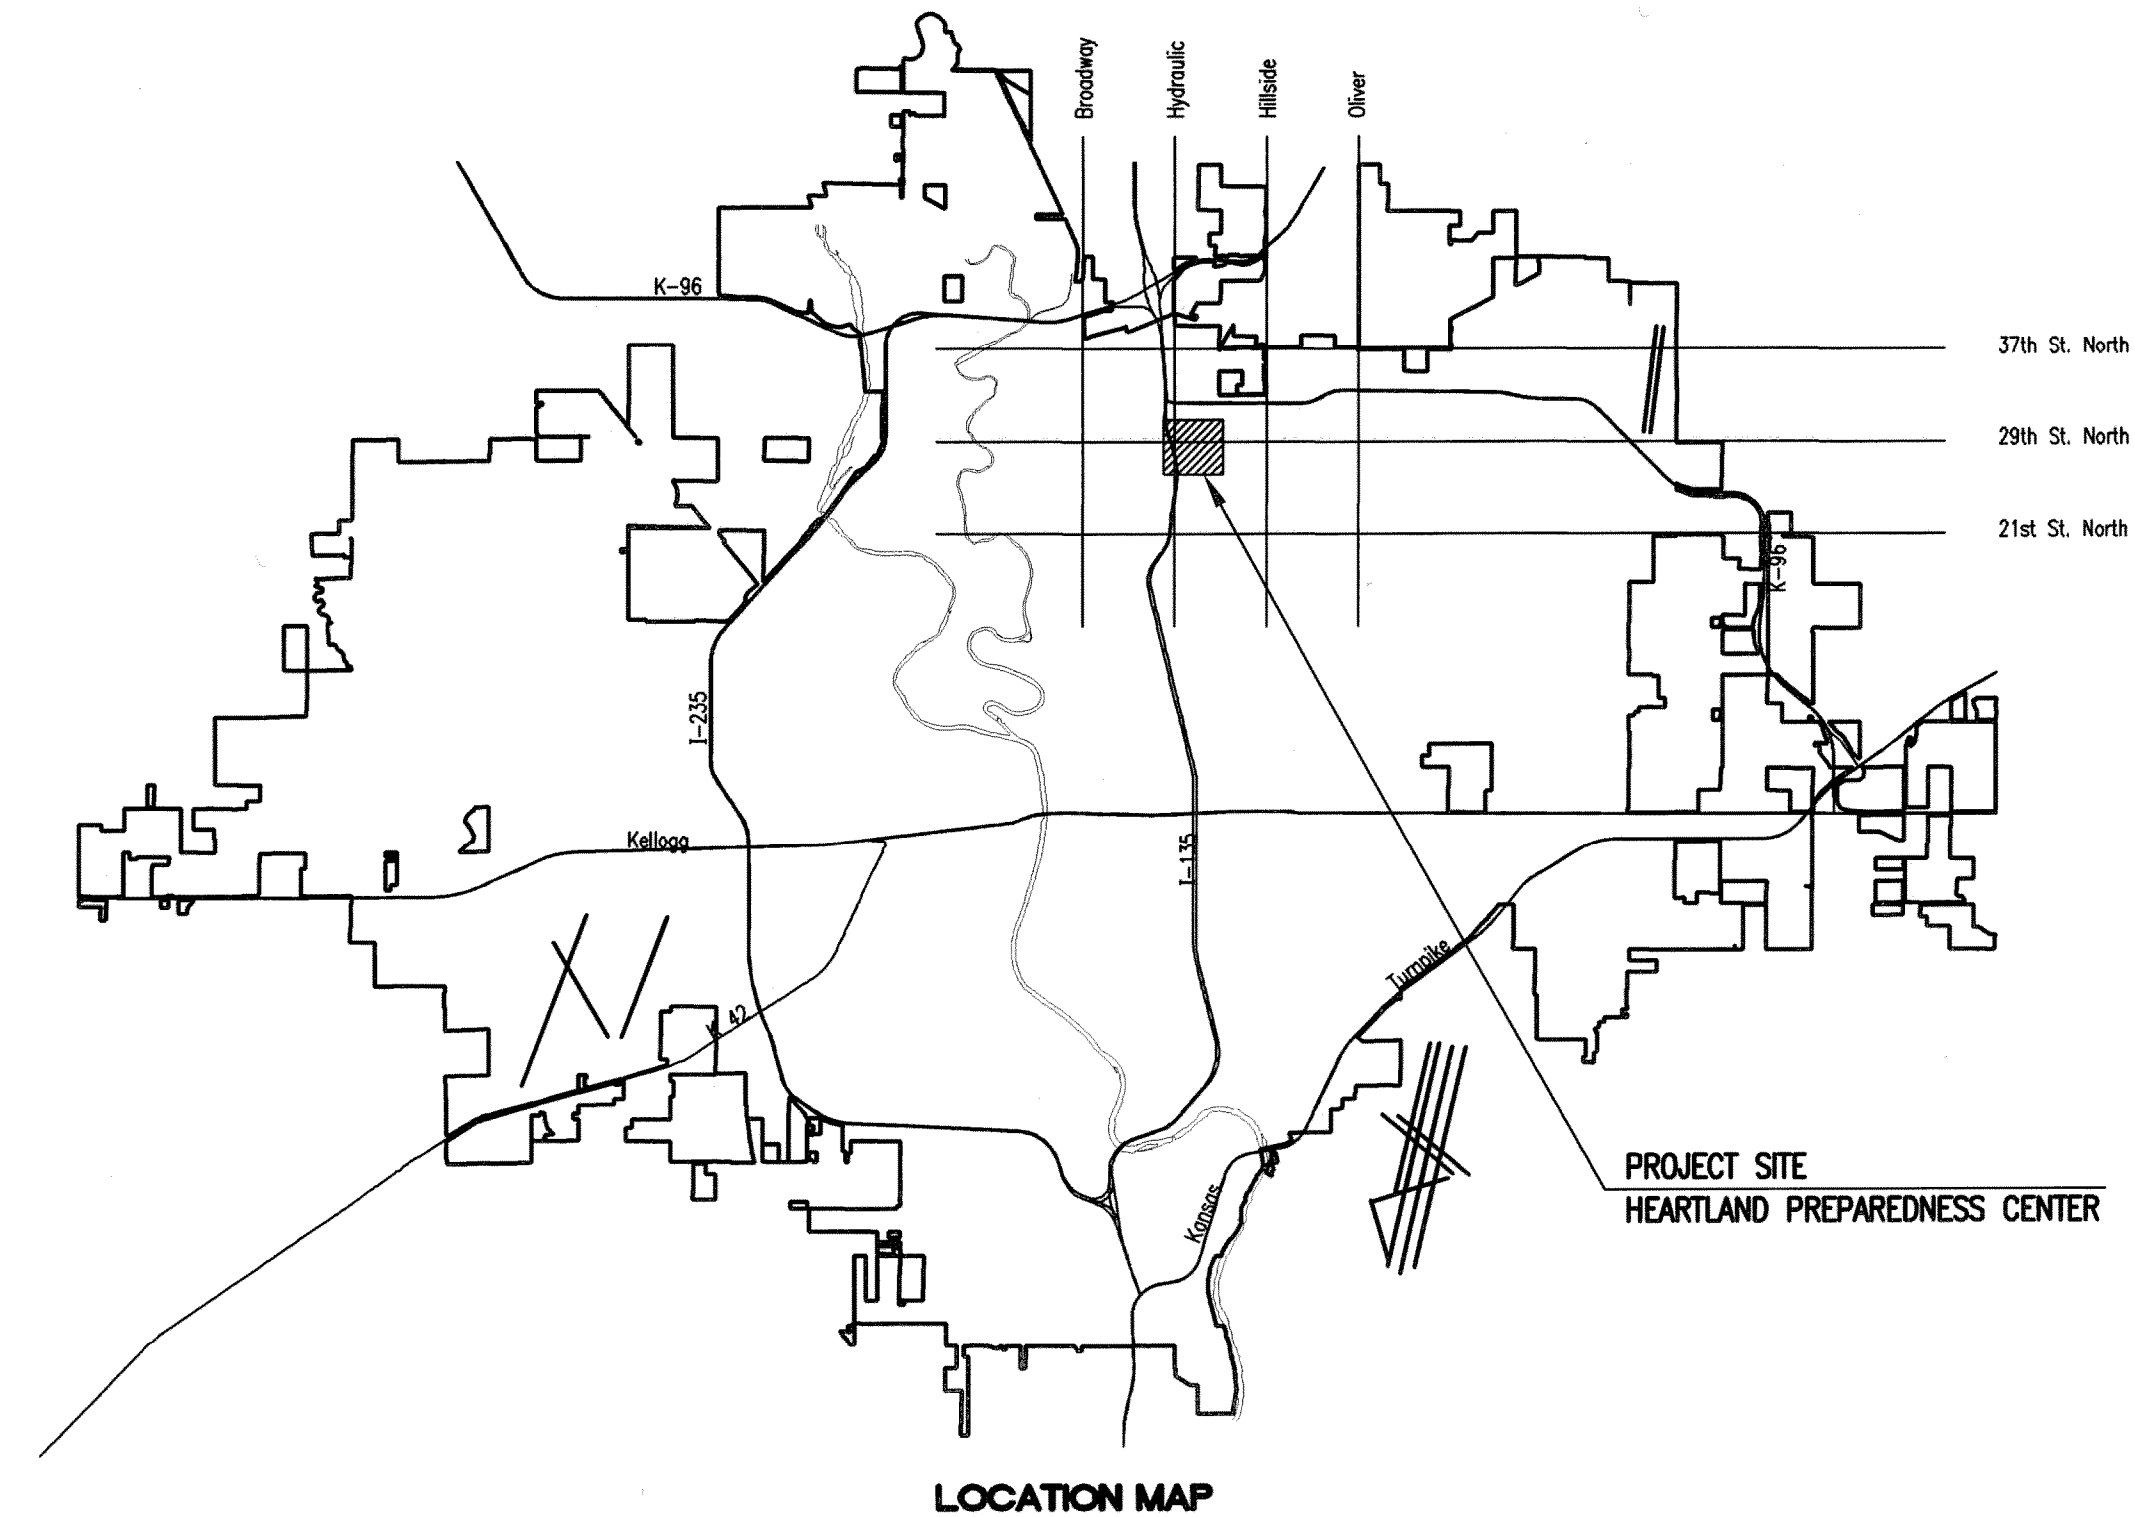 Broadway
Hydraulic
Hillside
Oliver
K-96
37th St. North
29th St. North
21st St. North
K-96
I-235
Kellogg
I-135
Turnpike
K 42
PROJECT SITE
HEARTLAND PREPAREDNESS CENTER
Kansas
LOCATION MAP